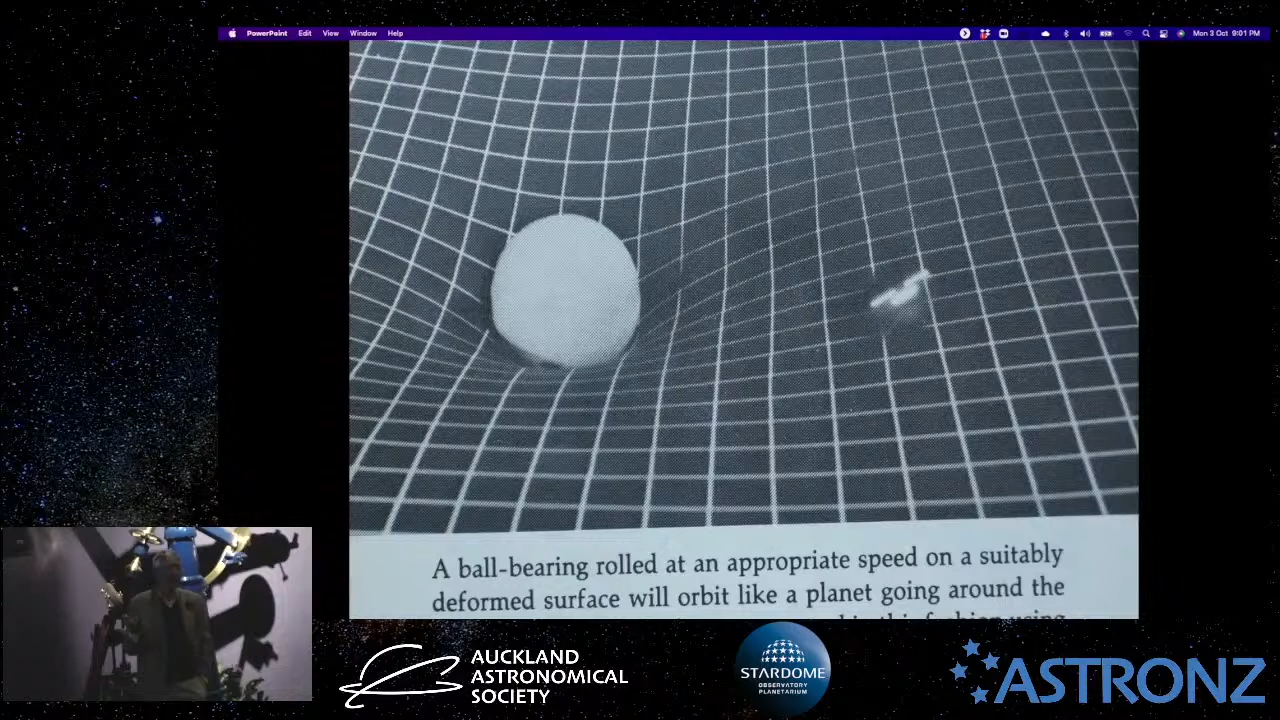 PowerPoint Edit View Window Help
Mon 3 Oct 9:01 PM
A ball-bearing rolled at an appropriate speed on a suitably
deformed surface will orbit like a planet going around the
AUCKLAND
ASTRONOMICAL
SOCIETY
STARDOME
OBSERVATORY
PLANETARIUM
ASTRONZ